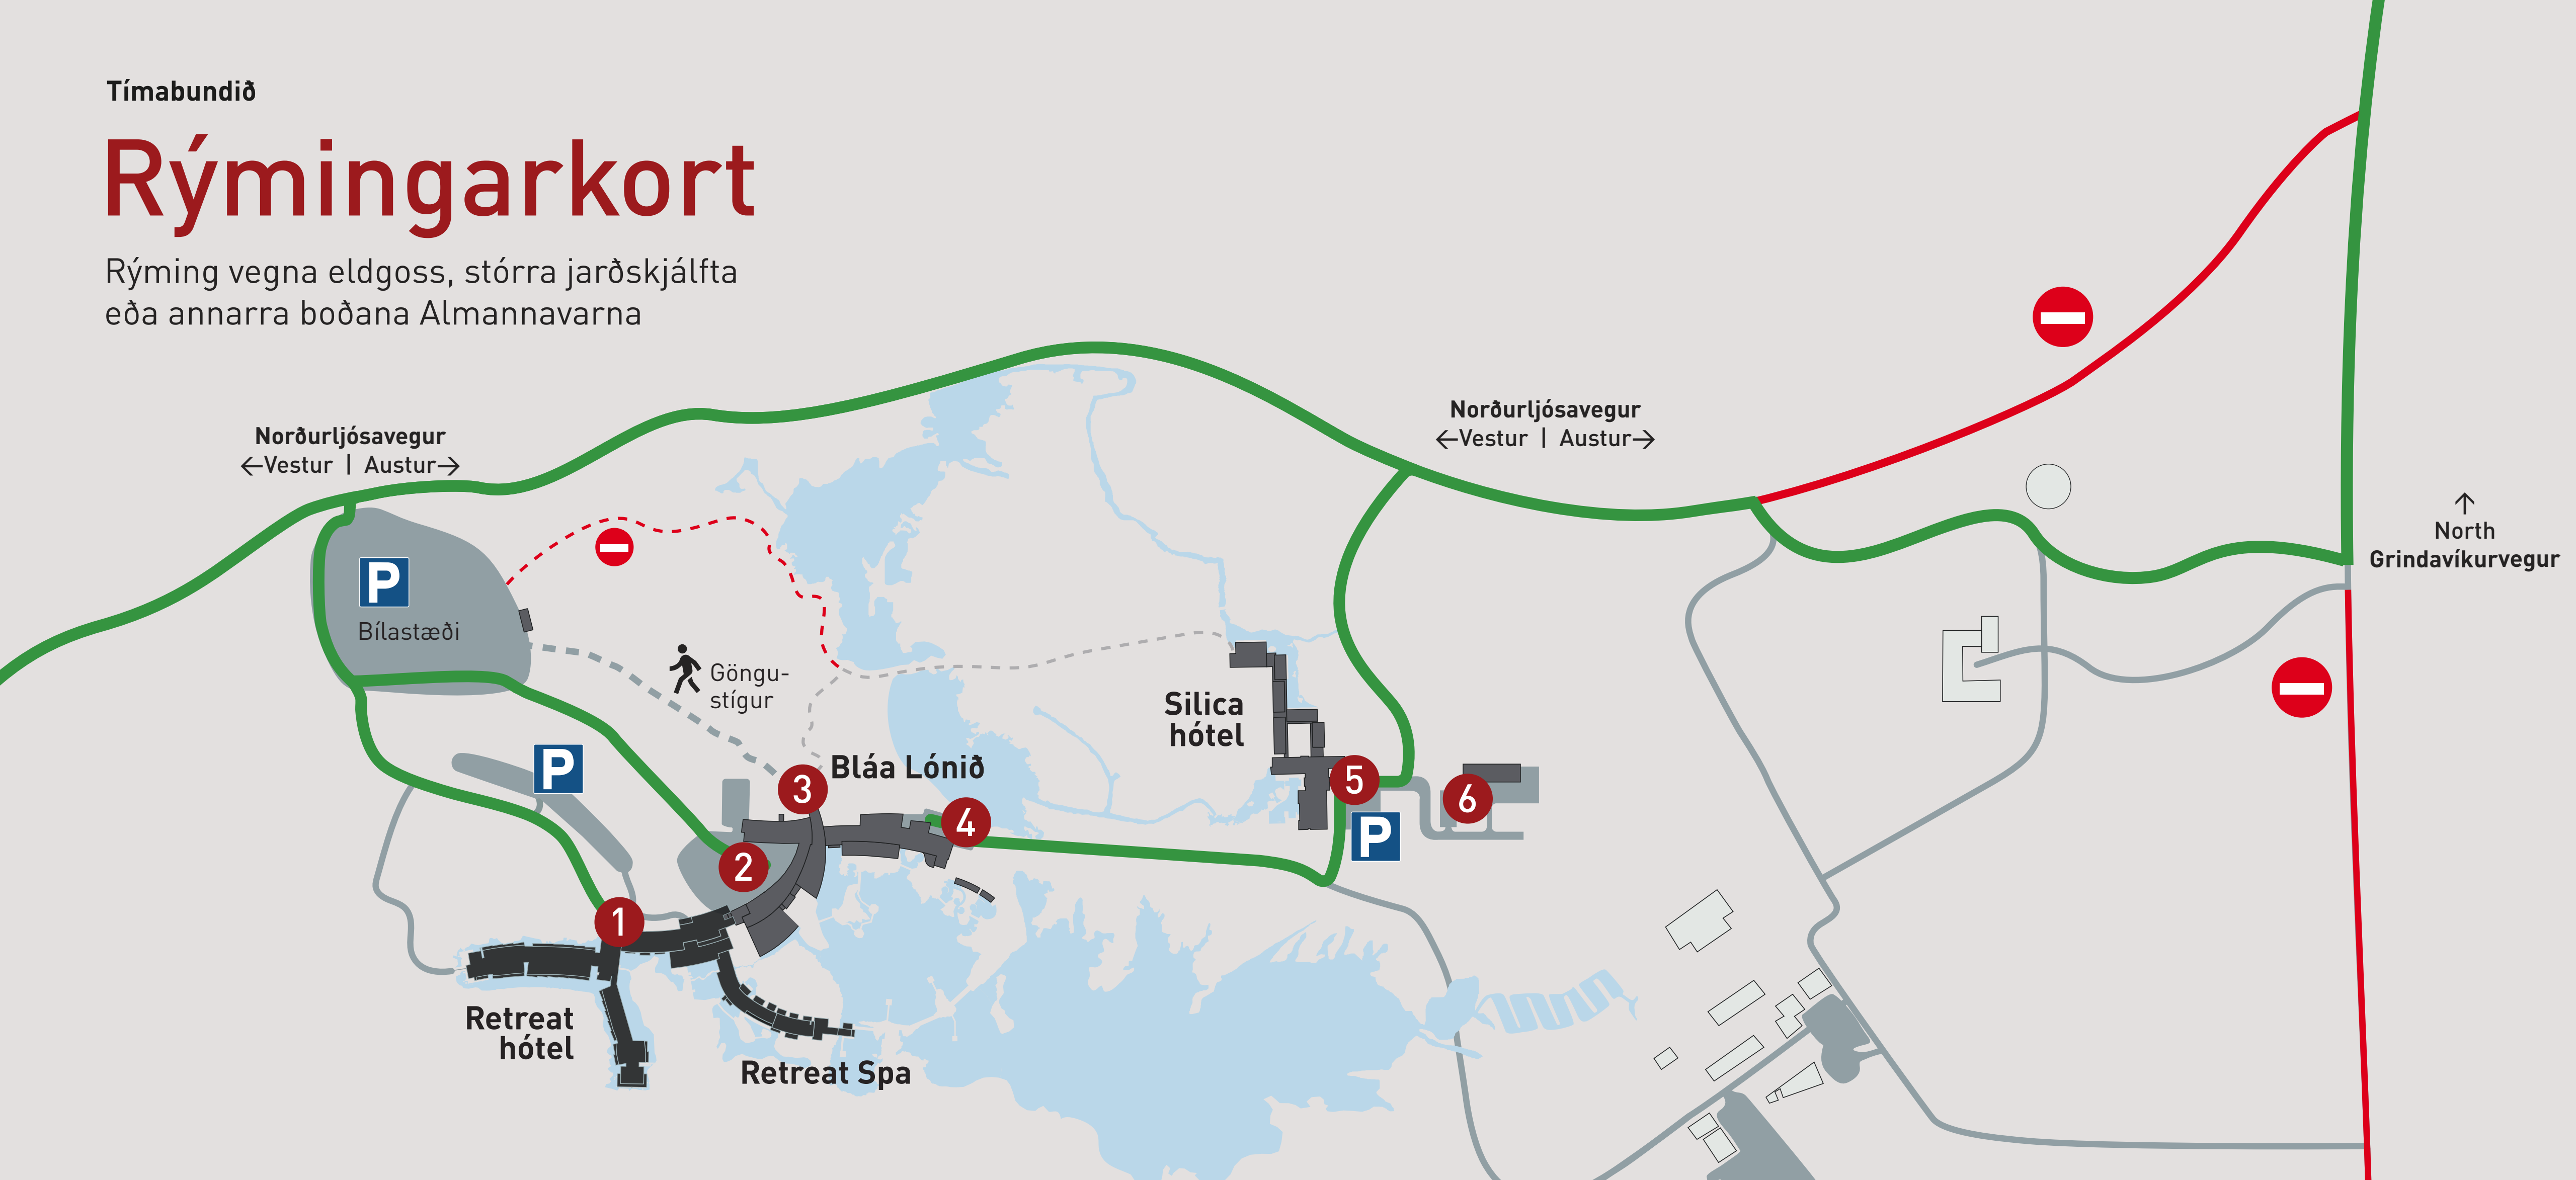 Tímabundið
Rýmingarkort
Rýming vegna eldgoss, stórra jarðskjálfta
eða annarra boðana Almannavarna
Norðurljósavegur
←Vestur | Austur→
Norðurljósavegur
←Vestur | Austur→
↑
North
Grindavíkurvegur
P
Bílastæði
Göngu-
stígur
P
Silica
hótel
Bláa Lónið
3
4
5
6
P
2
1
Retreat
hótel
Retreat Spa